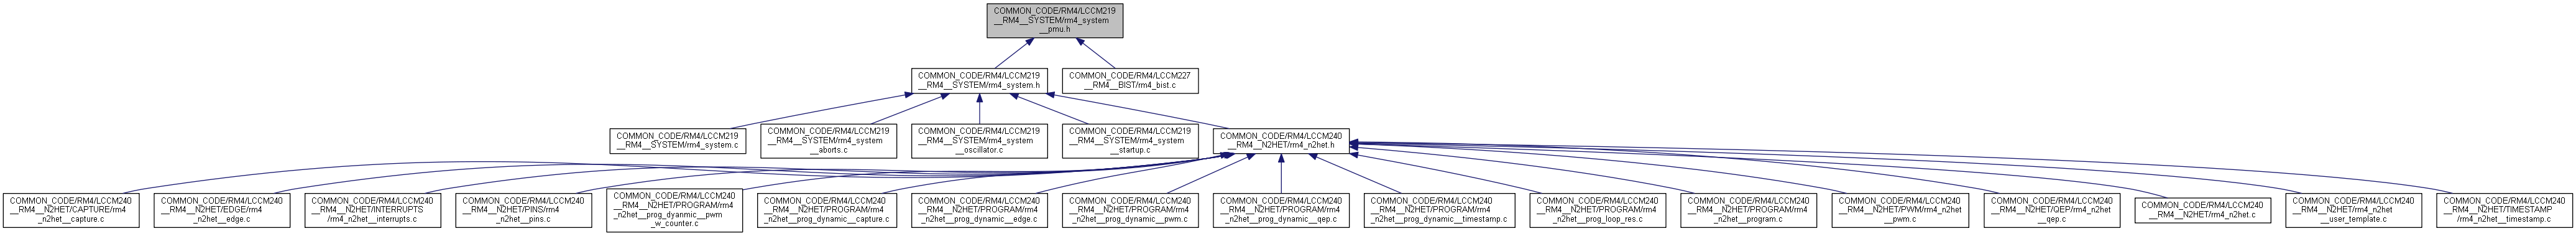 COMMON_CODE/RM4/LCCM219
__RM4__SYSTEM/rm4_system
__pmu.h
COMMON_CODE/RM4/LCCM219
__RM4__SYSTEM/rm4_system.h
COMMON_CODE/RM4/LCCM227
__RM4__BIST/rm4_bist.c
COMMON_CODE/RM4/LCCM219
__RM4__SYSTEM/rm4_system.c
COMMON_CODE/RM4/LCCM219
__RM4__SYSTEM/rm4_system
__aborts.c
COMMON_CODE/RM4/LCCM219
__RM4__SYSTEM/rm4_system
__oscillator.c
COMMON_CODE/RM4/LCCM219
__RM4__SYSTEM/rm4_system
__startup.c
COMMON_CODE/RM4/LCCM240
__RM4__N2HET/rm4_n2het.h
COMMON_CODE/RM4/LCCM240
__RM4__N2HET/CAPTURE/rm4
_n2het__capture.c
COMMON_CODE/RM4/LCCM240
__RM4__N2HET/EDGE/rm4
_n2het__edge.c
COMMON_CODE/RM4/LCCM240
__RM4__N2HET/INTERRUPTS
/rm4_n2het__interrupts.c
COMMON_CODE/RM4/LCCM240
__RM4__N2HET/PINS/rm4
_n2het__pins.c
COMMON_CODE/RM4/LCCM240
__RM4__N2HET/PROGRAM/rm4
_n2het__prog_dyanmic__pwm
_w_counter.c
COMMON_CODE/RM4/LCCM240
__RM4__N2HET/PROGRAM/rm4
_n2het__prog_dynamic__capture.c
COMMON_CODE/RM4/LCCM240
__RM4__N2HET/PROGRAM/rm4
_n2het__prog_dynamic__edge.c
COMMON_CODE/RM4/LCCM240
__RM4__N2HET/PROGRAM/rm4
_n2het__prog_dynamic__pwm.c
COMMON_CODE/RM4/LCCM240
__RM4__N2HET/PROGRAM/rm4
_n2het__prog_dynamic__qep.c
COMMON_CODE/RM4/LCCM240
__RM4__N2HET/PROGRAM/rm4
_n2het__prog_dynamic__timestamp.c
COMMON_CODE/RM4/LCCM240
__RM4__N2HET/PROGRAM/rm4
_n2het__prog_loop_res.c
COMMON_CODE/RM4/LCCM240
__RM4__N2HET/PROGRAM/rm4
_n2het__program.c
COMMON_CODE/RM4/LCCM240
__RM4__N2HET/PWM/rm4_n2het
__pwm.c
COMMON_CODE/RM4/LCCM240
__RM4__N2HET/QEP/rm4_n2het
__qep.c
COMMON_CODE/RM4/LCCM240
__RM4__N2HET/rm4_n2het.c
COMMON_CODE/RM4/LCCM240
__RM4__N2HET/rm4_n2het
__user_template.c
COMMON_CODE/RM4/LCCM240
__RM4__N2HET/TIMESTAMP
/rm4_n2het__timestamp.c